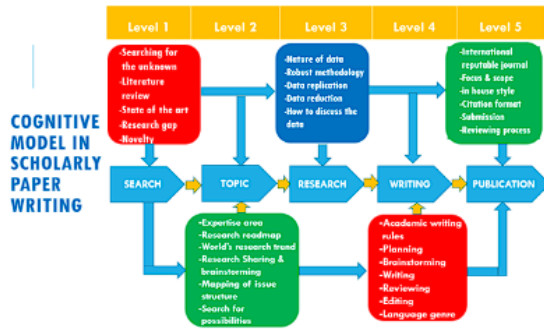 Level 1
Level 2
Level 3
Level 4
Level 5
COGNITIVE
MODEL IN
SCHOLARLY
PAPER
WRITING
-Searching for
the unknown
-Literature
review
-State of the art
-Research gap
-Novelty
-Nature of data
-Robust methodology
-Data replication
-Data reduction
-How to discuss the
data
-International
reputable journal
-Focus & scope
-in house style
-Citation format
-Submission
-Reviewing process
SEARCH
TOPIC
RESEARCH
WRITING
PUBLICATION
-Expertise area
-Research roadmap
-World's research trend
-Research Sharing &
brainstorming
-Mapping of issue
structure
-Search for
possibilities
-Academic writing
rules
-Planning
-Brainstorming
-Writing
-Reviewing
-Editing
-Language genre